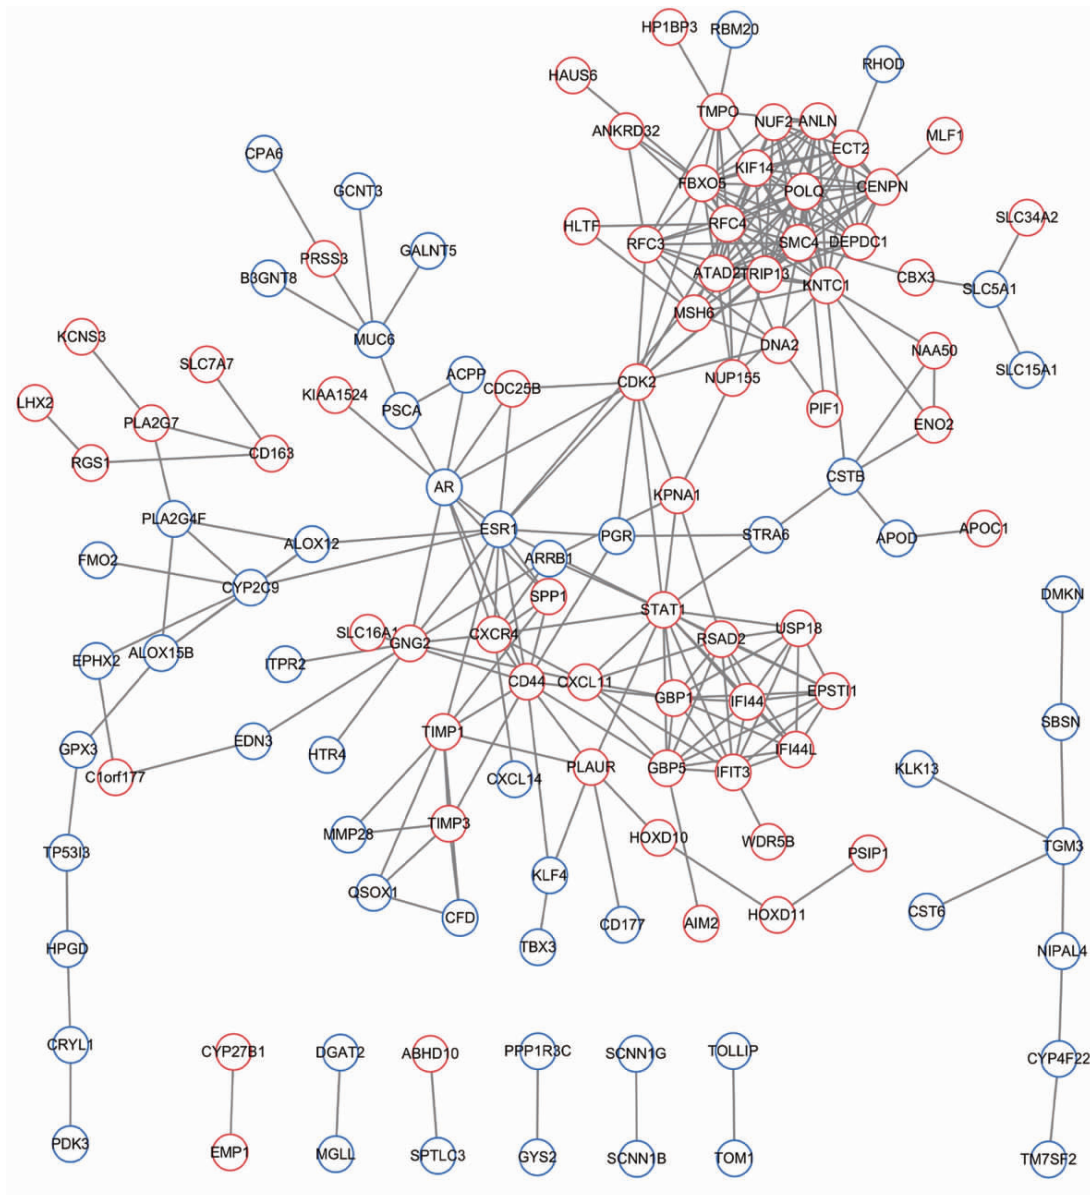 HP1BP3
RBM20
HAUS6
RHOD
TMPO
NUF2
ANLN
ANKRD32
ECT2
MLF1
CPA6
KIF14
FBXO5
POLQ
CENPN
GCNT3
HLTF
RFC4
SLC34A2
RFC3
SMC4
DEPDC1
PRSS3
GALNT5
B3GNT8
ATAD2
TRIP13
KNTC1
CBX3
SLC5A1
MSH6
KCNS3
MUC6
DNA2
NAA50
SLC7A7
ACPP
SLC15A1
KIAA1524
CDC25B
CDK2
NUP155
LHX2
PLA2G7
PSCA
PIF1
ENO2
RGS1
CD163
AR
KPNA1
CSTB
PLA2G4F
ESR1
PGR
STRA6
APOD
APOC1
ALOX12
FMO2
ARRB1
CYP2C9
SPP1
DMKN
STAT1
SLC16A1
GNG2
CXCR4
RSAD2
USP18
EPHX2
ALOX15B
ITPR2
CD44
CXCL11
GBP1
IFI44
EPSTI1
SBSN
GPX3
EDN3
TIMP1
C1orf177
HTR4
CXCL14
PLAUR
GBP5
IFIT3
IFI44L
KLK13
MMP28
TIMP3
HOXD10
WDR5B
PSIP1
TGM3
TP53I3
QSOX1
KLF4
CFD
CD177
AIM2
HOXD11
CST6
TBX3
HPGD
NIPAL4
CRYL1
CYP27B1
DGAT2
ABHD10
PPP1R3C
SCNN1G
TOLLIP
CYP4F22
PDK3
EMP1
MGLL
SPTLC3
GYS2
SCNN1B
TOM1
TM7SF2